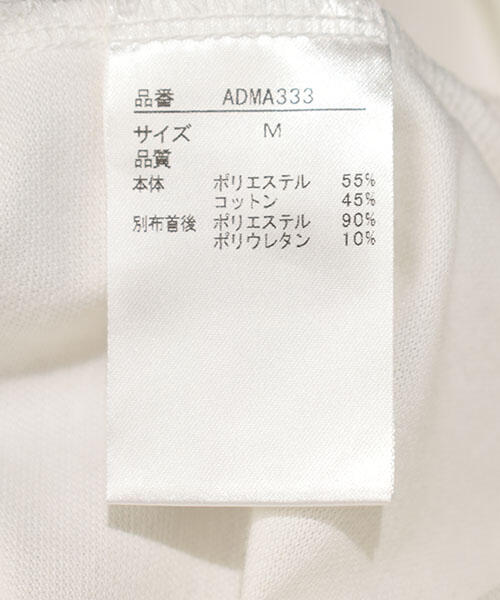 品番 ADMA333
サイズ M
品質
本体 ポリエステル 55%
コットン 45%
別布首後 ポリエステル 90%
ポリウレタン 10%